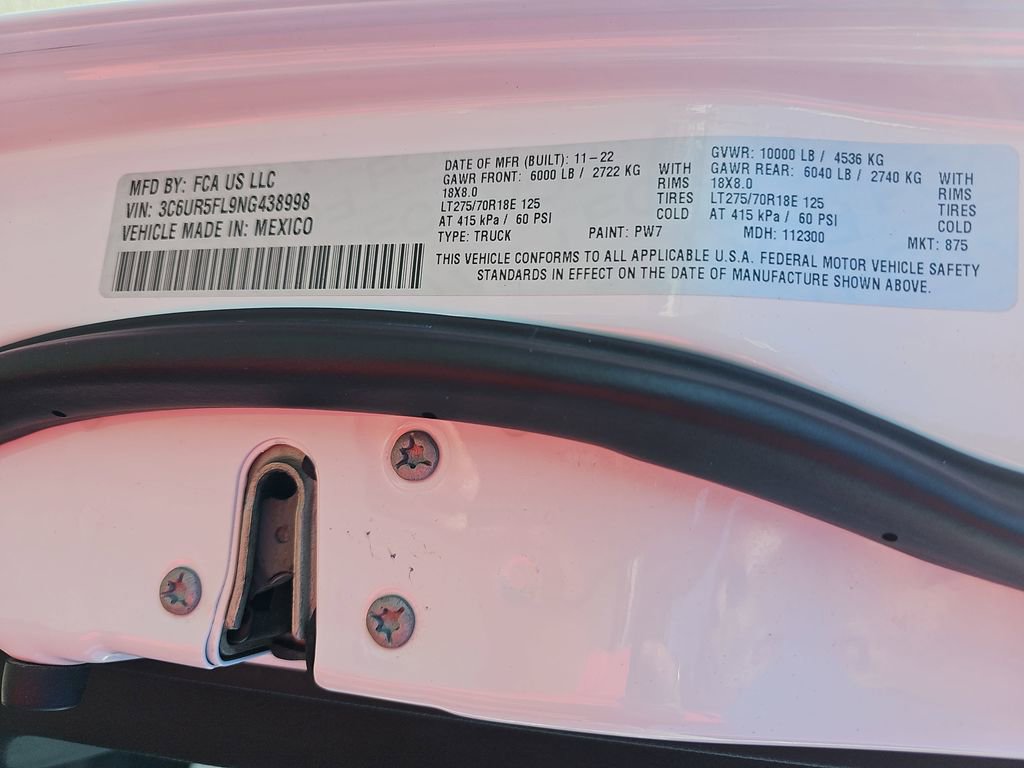 MFD BY: FCA US LLC
VIN: 3C6UR5FL9NG438998
VEHICLE MADE IN: MEXICO
DATE OF MFR (BUILT): 11-22
GAWR FRONT: 6000 LB / 2722 KG WITH
18X8.0 RIMS
LT275/70R18E 125 TIRES
AT 415 kPa / 60 PSI COLD
TYPE: TRUCK PAINT: PW7
GVWR: 10000 LB / 4536 KG
GAWR REAR: 6040 LB / 2740 KG WITH
18X8.0 RIMS
LT275/70R18E 125 TIRES
AT 415 kPa / 60 PSI COLD
MDH: 112300 MKT: 875
THIS VEHICLE CONFORMS TO ALL APPLICABLE U.S.A. FEDERAL MOTOR VEHICLE SAFETY
STANDARDS IN EFFECT ON THE DATE OF MANUFACTURE SHOWN ABOVE.